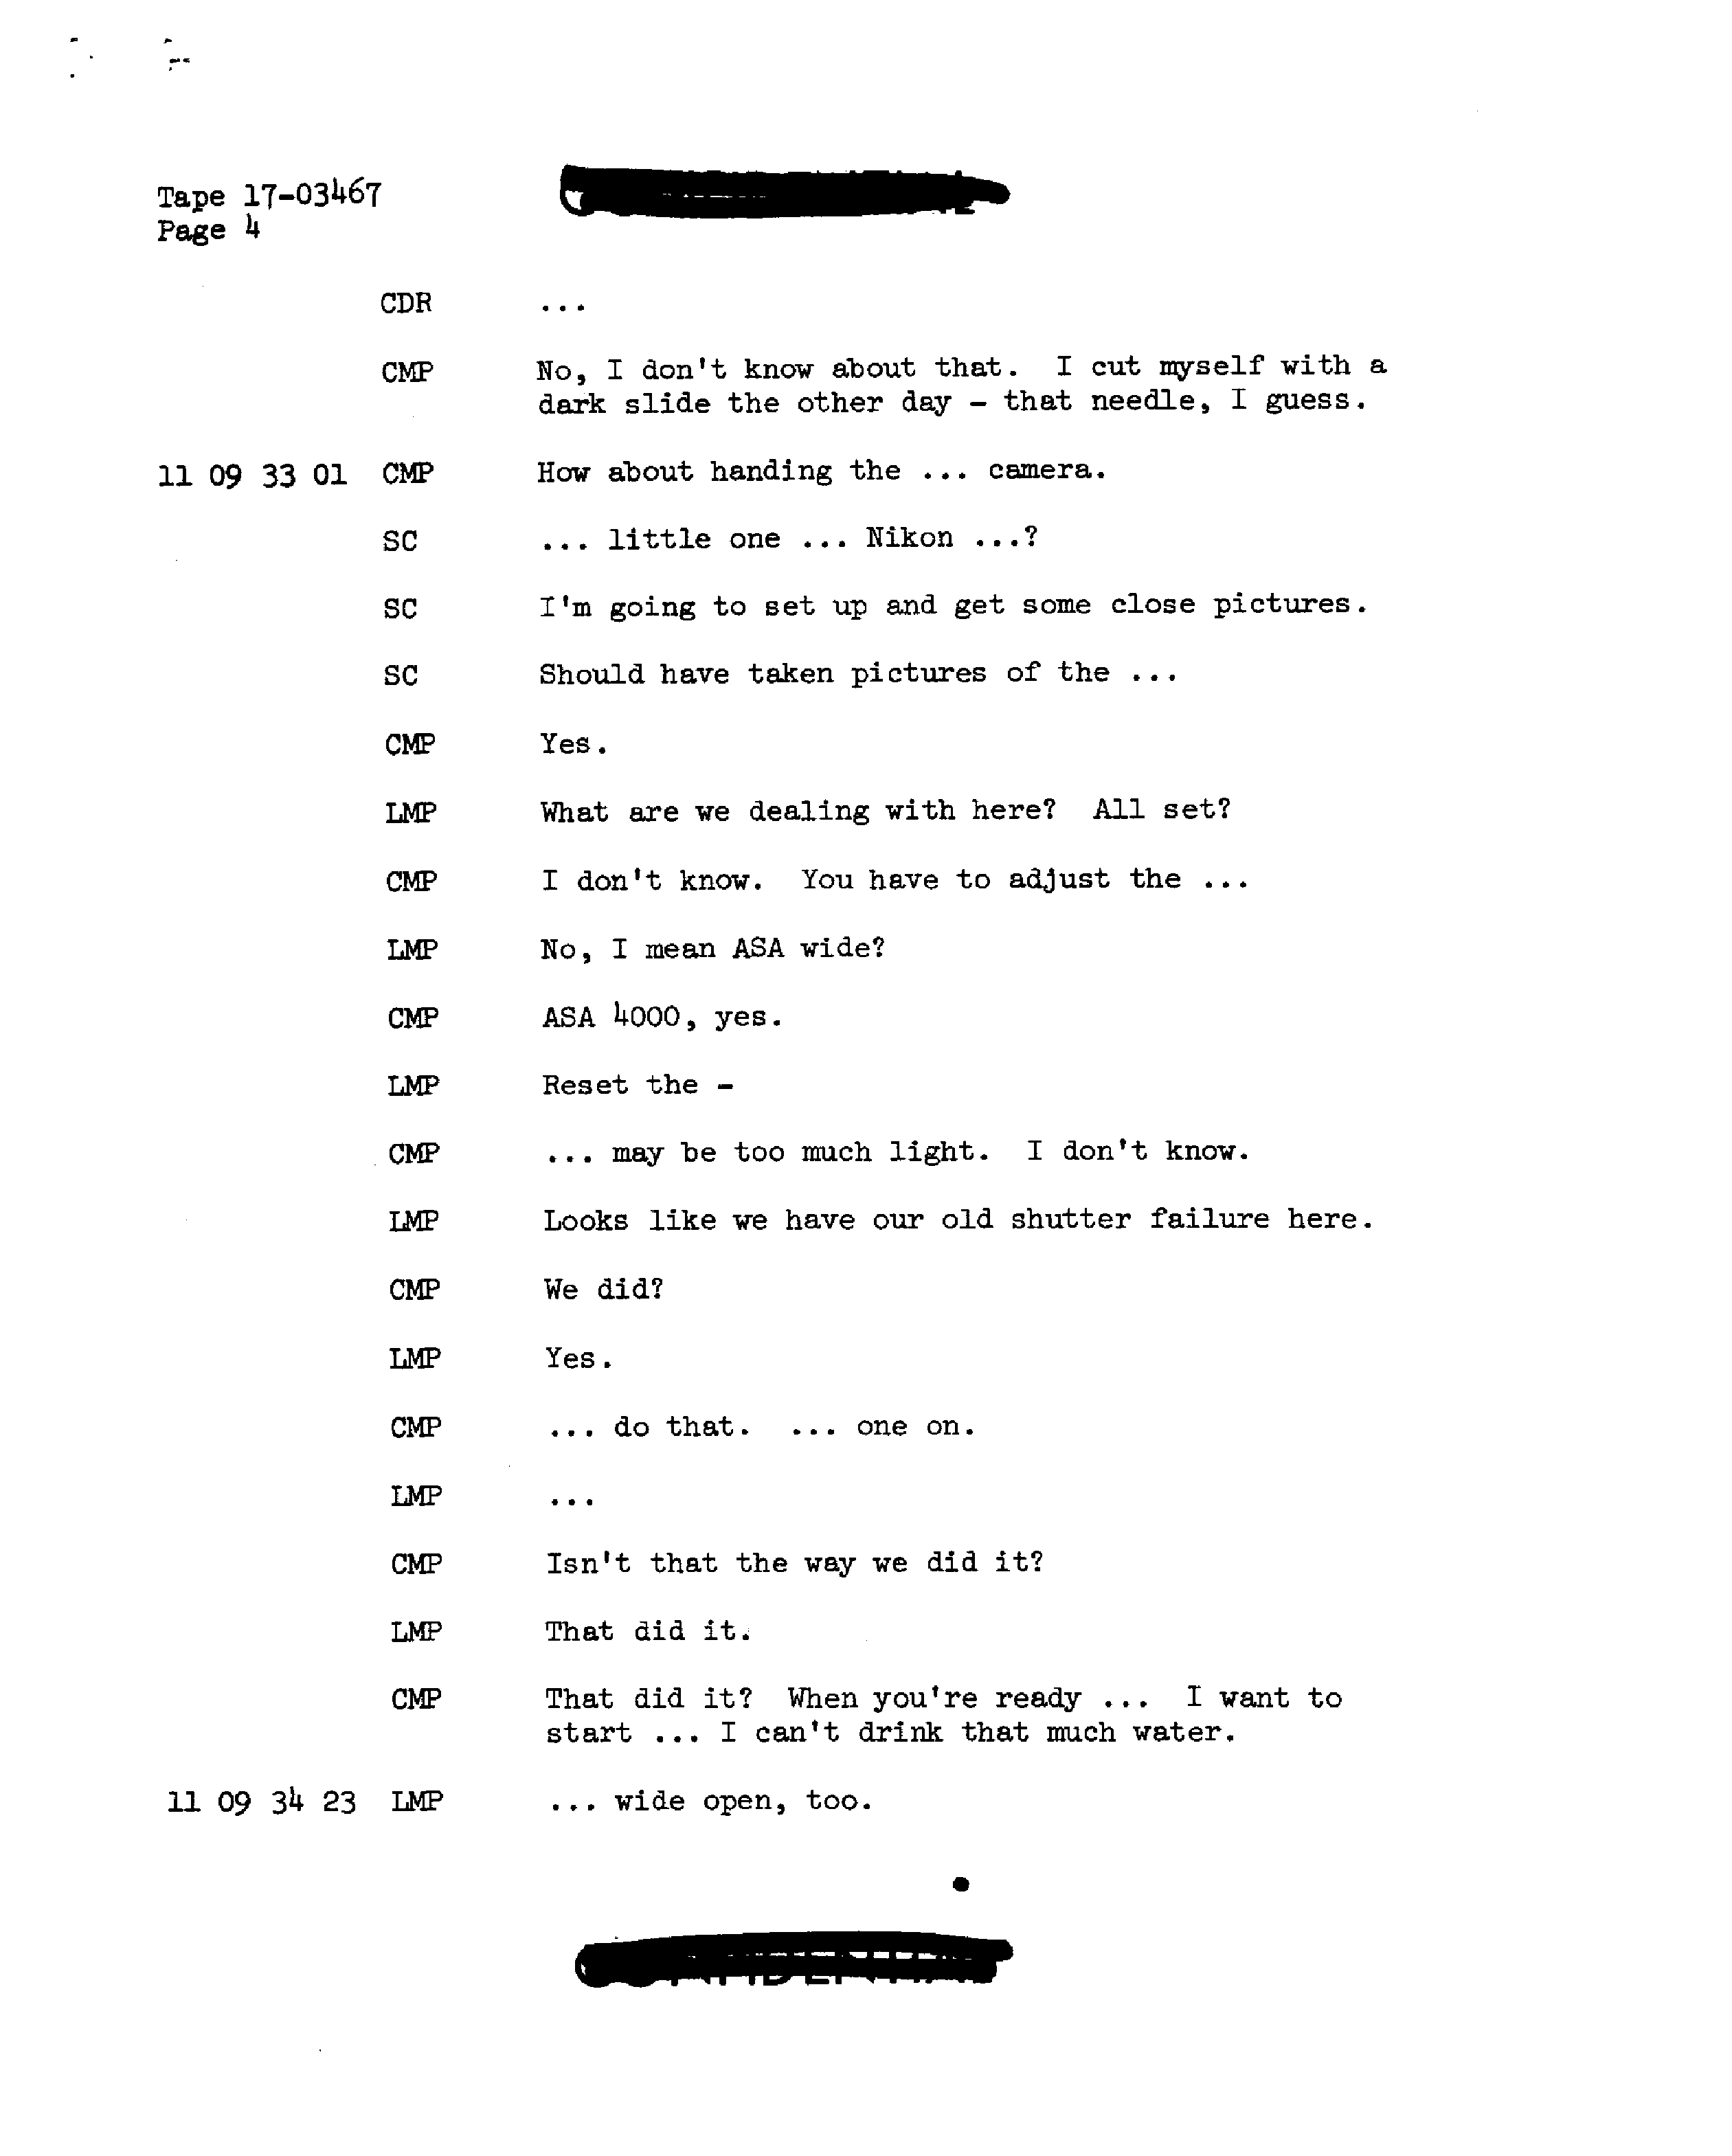 Tape 17-03467
Page 4
CDR ...
CMP No, I don't know about that. I cut myself with a
dark slide the other day - that needle, I guess.
11 09 33 01 CMP How about handing the ... camera.
SC ... little one ... Nikon ...?
SC I'm going to set up and get some close pictures.
SC Should have taken pictures of the ...
CMP Yes.
LMP What are we dealing with here? All set?
CMP I don't know. You have to adjust the ...
LMP No, I mean ASA wide?
CMP ASA 4000, yes.
LMP Reset the -
CMP ... may be too much light. I don't know.
LMP Looks like we have our old shutter failure here.
CMP We did?
LMP Yes.
CMP ... do that. ... one on.
LMP ...
CMP Isn't that the way we did it?
LMP That did it.
CMP That did it? When you're ready ... I want to
start ... I can't drink that much water.
11 09 34 23 LMP ... wide open, too.